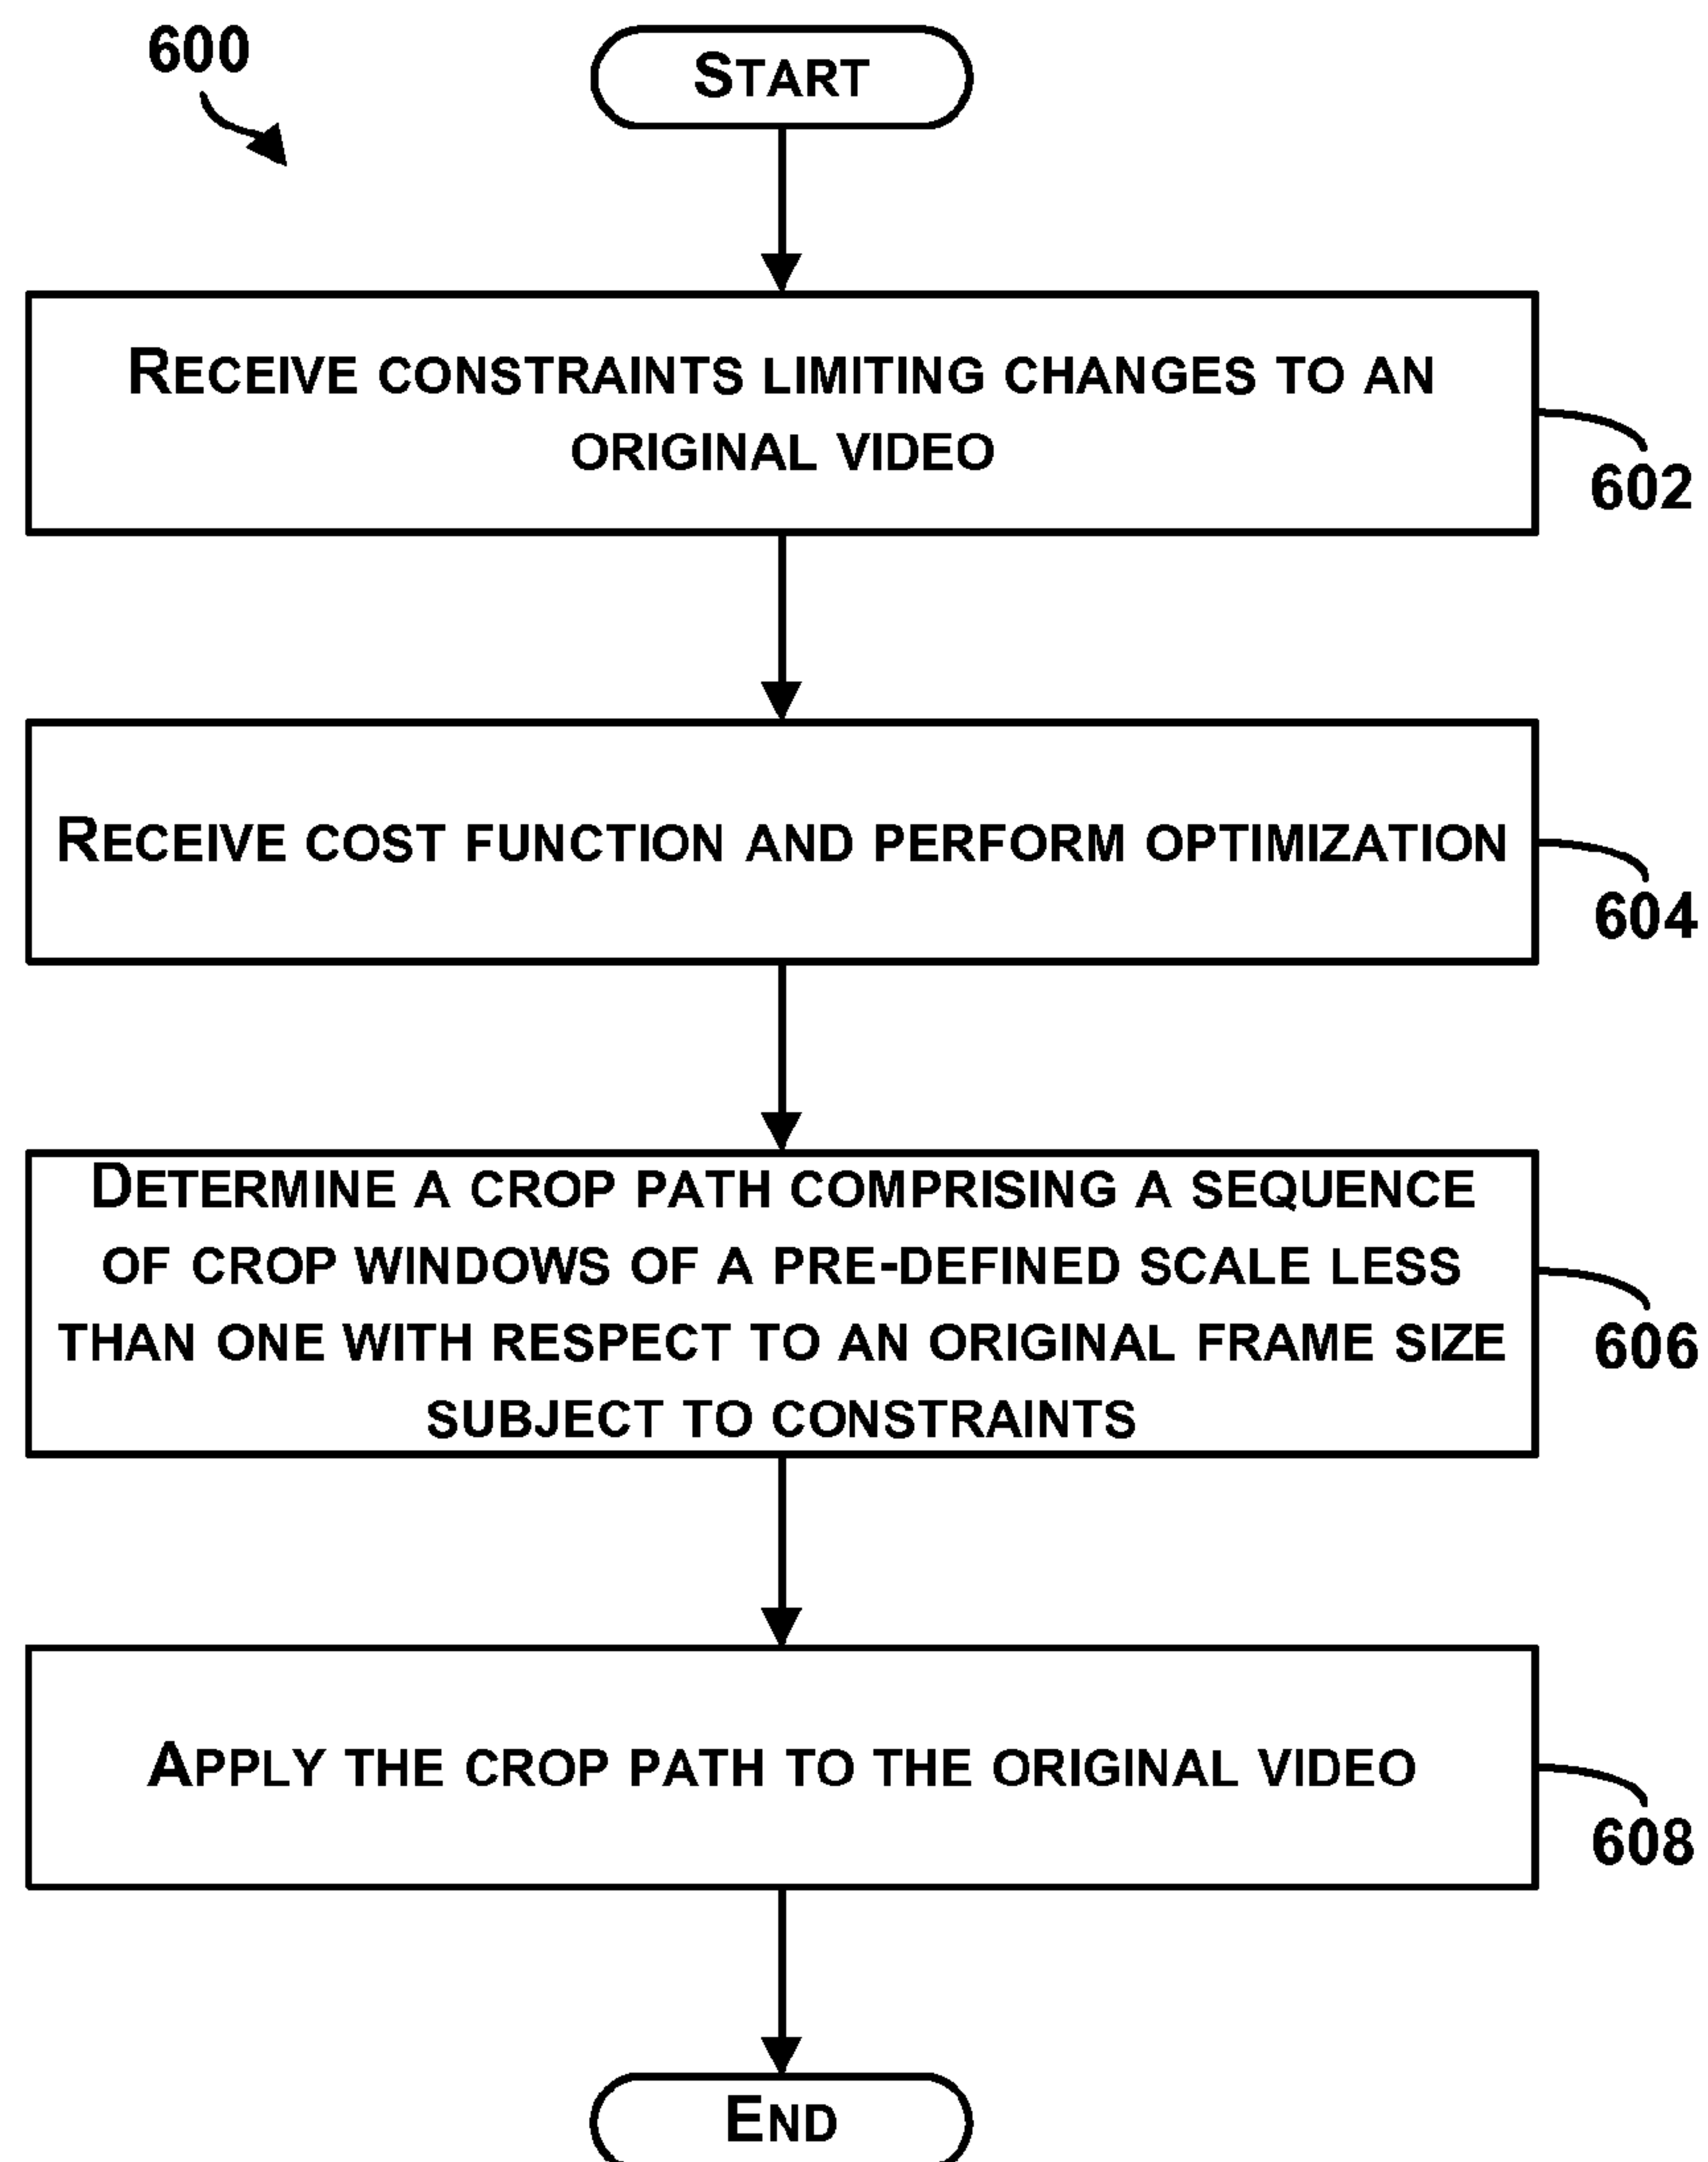 600
START
RECEIVE CONSTRAINTS LIMITING CHANGES TO AN
ORIGINAL VIDEO
602
RECEIVE COST FUNCTION AND PERFORM OPTIMIZATION
604
DETERMINE A CROP PATH COMPRISING A SEQUENCE
OF CROP WINDOWS OF A PRE-DEFINED SCALE LESS
THAN ONE WITH RESPECT TO AN ORIGINAL FRAME SIZE
SUBJECT TO CONSTRAINTS
606
APPLY THE CROP PATH TO THE ORIGINAL VIDEO
608
END